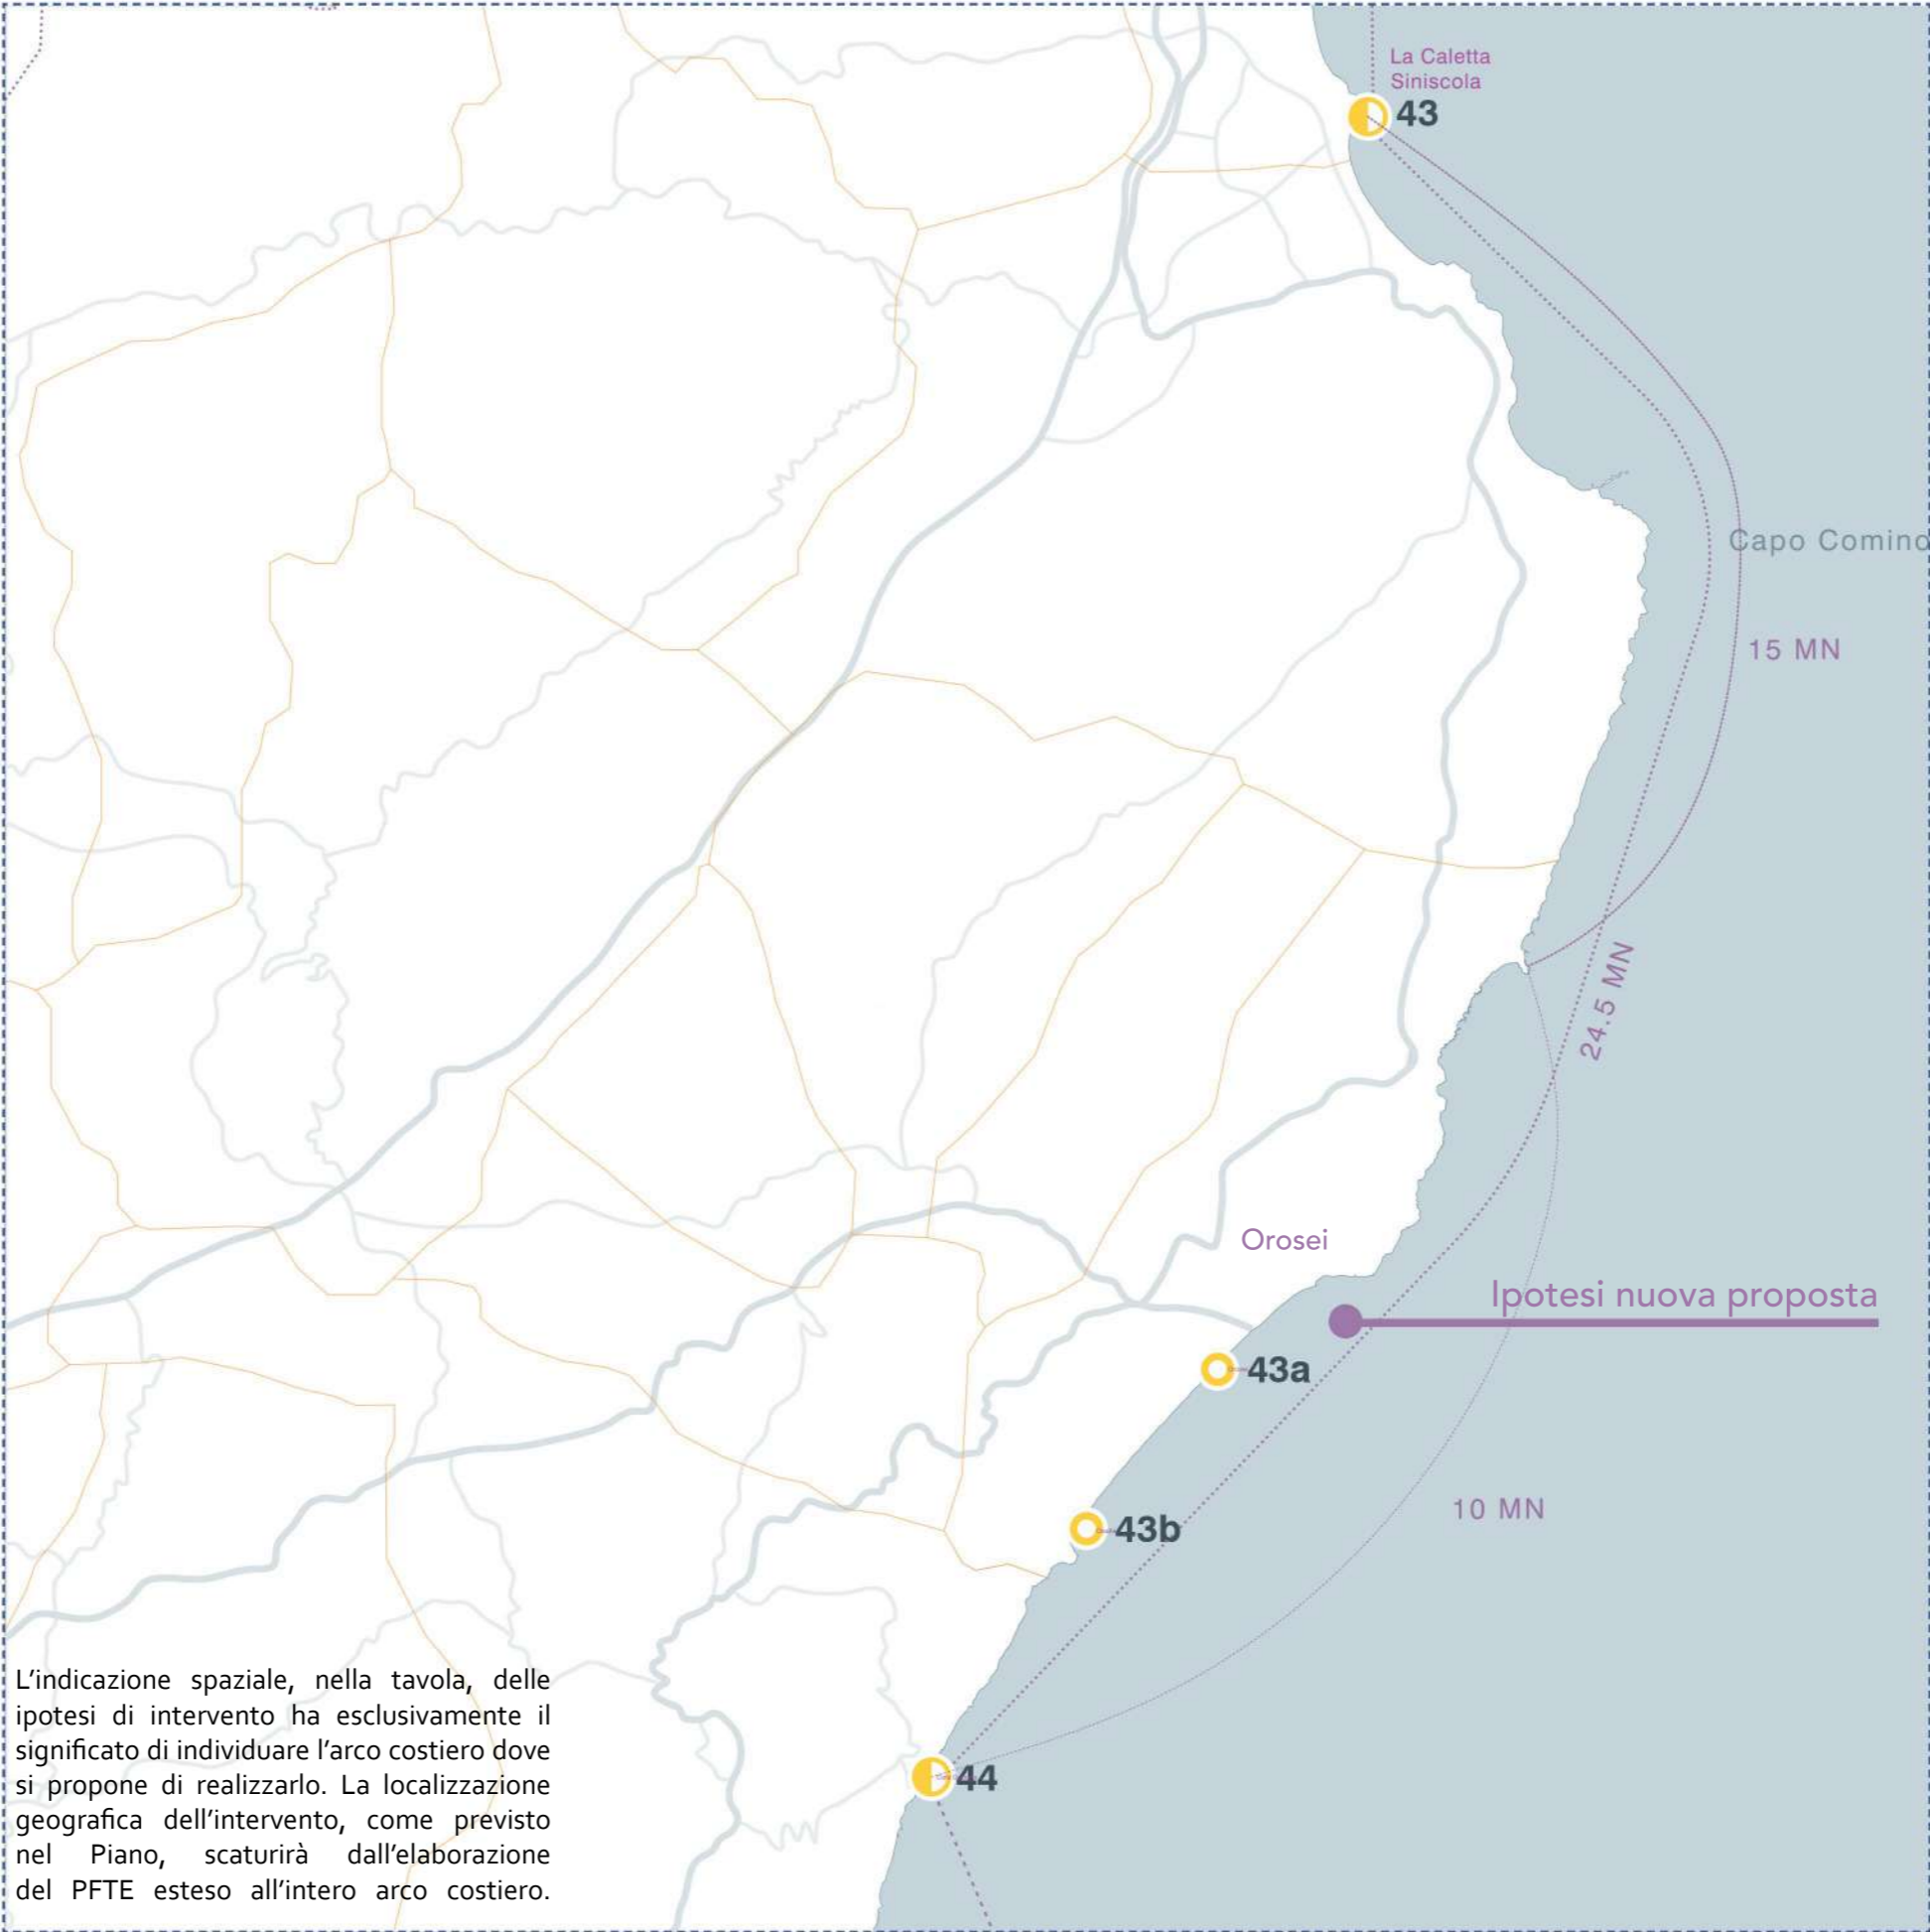 La Caletta
Siniscola
43
Capo Comino
15 MN
24.5 MN
Orosei
Ipotesi nuova proposta
43a
10 MN
43b
44
L'indicazione spaziale, nella tavola, delle
ipotesi di intervento ha esclusivamente il
significato di individuare l'arco costiero dove
si propone di realizzarlo. La localizzazione
geografica dell'intervento, come previsto
nel Piano, scaturirà dall'elaborazione
del PFTE esteso all'intero arco costiero.